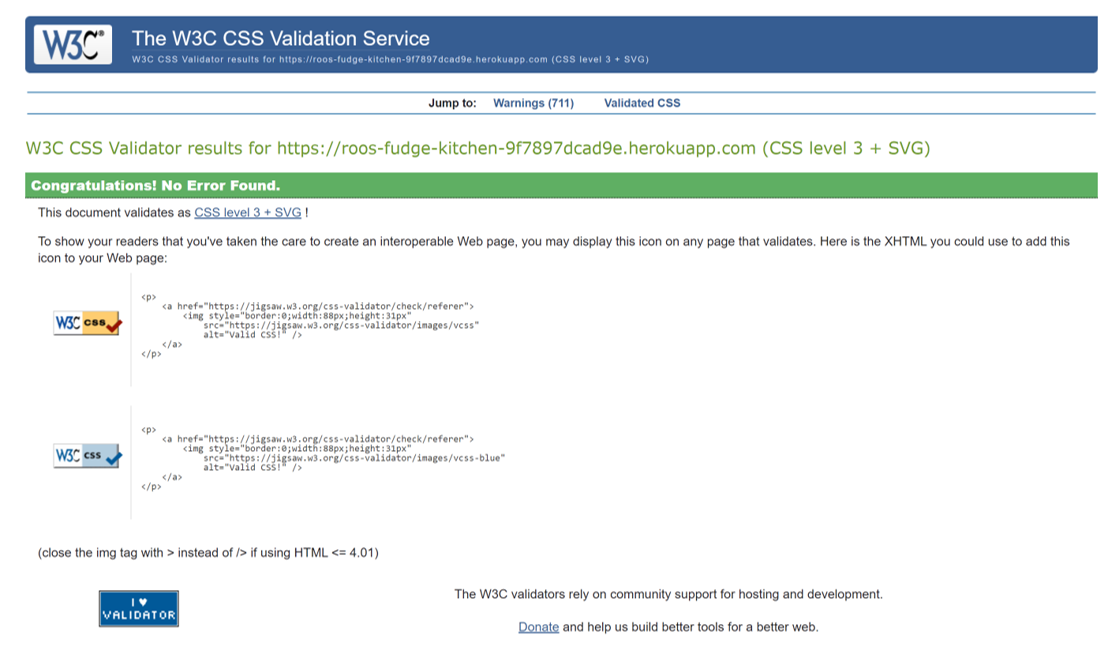 W3C®
The W3C CSS Validation Service
W3C CSS Validator results for https://roos-fudge-kitchen-9f7897dcad9e.herokuapp.com (CSS level 3 + SVG)
Jump to: Warnings (711) Validated CSS
W3C CSS Validator results for https://roos-fudge-kitchen-9f7897dcad9e.herokuapp.com (CSS level 3 + SVG)
Congratulations! No Error Found.
This document validates as CSS level 3 + SVG !
To show your readers that you've taken the care to create an interoperable Web page, you may display this icon on any page that validates. Here is the XHTML you could use to add this
icon to your Web page:
W3C css
<p>
<a href="https://jigsaw.w3.org/css-validator/check/referer">
<img style="border:0;width:88px;height:31px"
src="https://jigsaw.w3.org/css-validator/images/vcss"
alt="Valid CSS!" />
</a>
</p>
W3C css
<p>
<a href="https://jigsaw.w3.org/css-validator/check/referer">
<img style="border:0;width:88px;height:31px"
src="https://jigsaw.w3.org/css-validator/images/vcss-blue"
alt="Valid CSS!" />
</a>
</p>
(close the img tag with > instead of /> if using HTML <= 4.01)
I ♥
VALIDATOR
The W3C validators rely on community support for hosting and development.
Donate and help us build better tools for a better web.